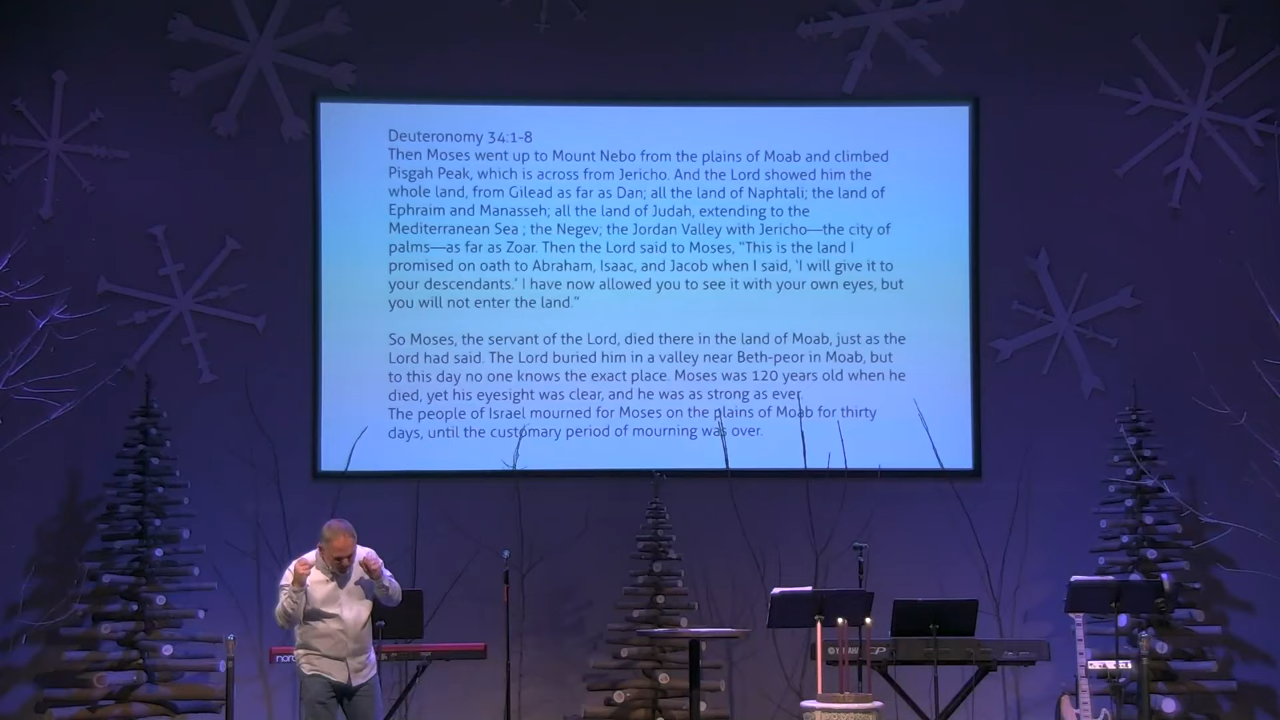 Deuteronomy 34:1-8
Then Moses went up to Mount Nebo from the plains of Moab and climbed
Pisgah Peak, which is across from Jericho. And the Lord showed him the
whole land, from Gilead as far as Dan; all the land of Naphtali; the land of
Ephraim and Manasseh; all the land of Judah, extending to the
Mediterranean Sea ; the Negev; the Jordan Valley with Jericho—the city of
palms—as far as Zoar. Then the Lord said to Moses, "This is the land I
promised on oath to Abraham, Isaac, and Jacob when I said, 'I will give it to
your descendants.' I have now allowed you to see it with your own eyes, but
you will not enter the land."
So Moses, the servant of the Lord, died there in the land of Moab, just as the
Lord had said. The Lord buried him in a valley near Beth-peor in Moab, but
to this day no one knows the exact place. Moses was 120 years old when he
died, yet his eyesight was clear, and he was as strong as ever.
The people of Israel mourned for Moses on the plains of Moab for thirty
days, until the customary period of mourning was over.
nord
YAMAHA CP